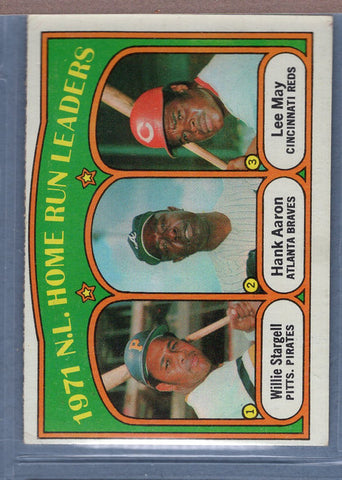 1971 N.L. HOME RUN LEADERS
P
1
Willie Stargell
PITTS. PIRATES
A
2
Hank Aaron
ATLANTA BRAVES
C
3
Lee May
CINCINNATI REDS